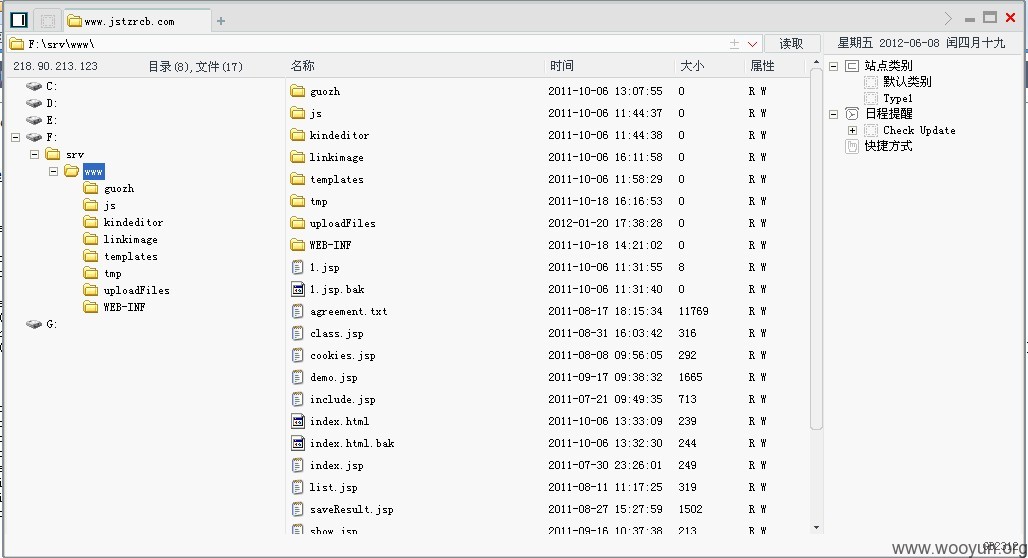 www.jstzrcb.com
F:\srv\www\ 读取 星期五 2012-06-08 闰四月十九
218.90.213.123 目录(8),文件(17) 名称 时间 大小 属性
C:
D:
E:
F:
srv
www
guozh
js
kindeditor
linkimage
templates
tmp
uploadFiles
WEB-INF
G:
guozh 2011-10-06 13:07:55 0 R W
js 2011-10-06 11:44:37 0 R W
kindeditor 2011-10-06 11:44:38 0 R W
linkimage 2011-10-06 16:11:58 0 R W
templates 2011-10-06 11:58:29 0 R W
tmp 2011-10-18 16:16:53 0 R W
uploadFiles 2012-01-20 17:38:28 0 R W
WEB-INF 2011-10-18 14:21:02 0 R W
1.jsp 2011-10-06 11:31:55 8 R W
1.jsp.bak 2011-10-06 11:31:40 0 R W
agreement.txt 2011-08-17 18:15:34 11769 R W
class.jsp 2011-08-31 16:03:42 316 R W
cookies.jsp 2011-08-08 09:56:05 292 R W
demo.jsp 2011-09-17 09:38:32 1665 R W
include.jsp 2011-07-21 09:49:35 713 R W
index.html 2011-10-06 13:33:09 239 R W
index.html.bak 2011-10-06 13:32:30 244 R W
index.jsp 2011-07-30 23:26:01 249 R W
list.jsp 2011-08-11 11:17:25 319 R W
saveResult.jsp 2011-08-27 15:27:59 1502 R W
show.jsp 2011-09-16 10:37:38 213 R W
站点类别
默认类别
Type1
日程提醒
Check Update
快捷方式
GB2312
www.wooyun.org